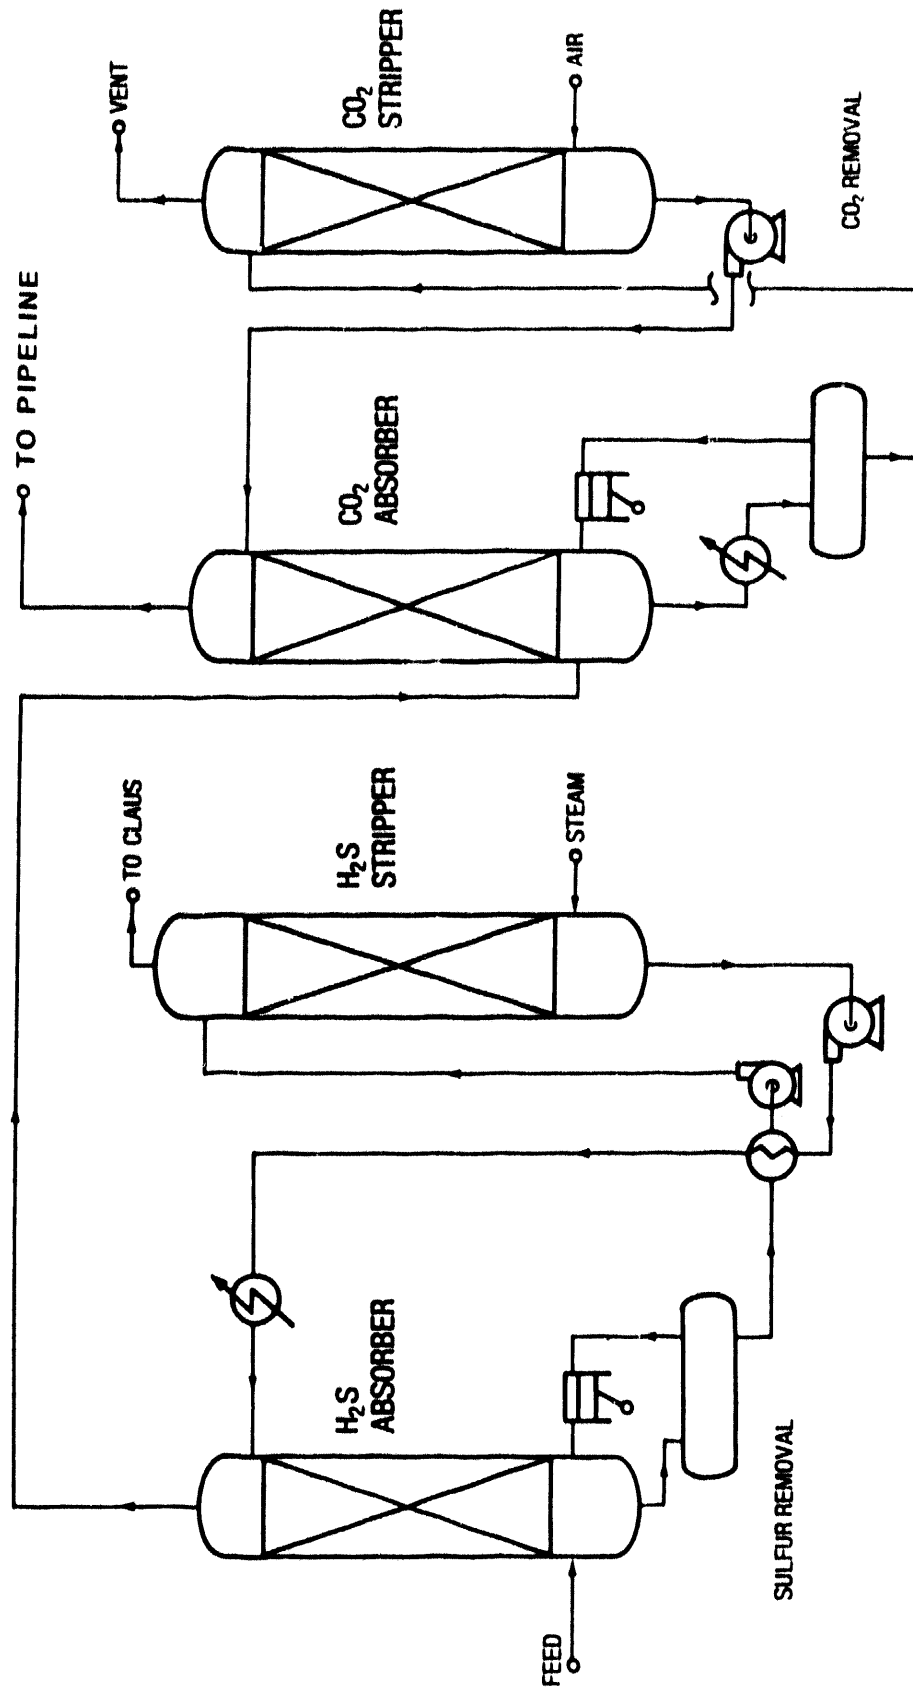 FEED
H₂S
ABSORBER
SULFUR REMOVAL
TO CLAUS
H₂S
STRIPPER
STEAM
TO PIPELINE
CO₂
ABSORBER
VENT
CO₂
STRIPPER
AIR
CO₂ REMOVAL